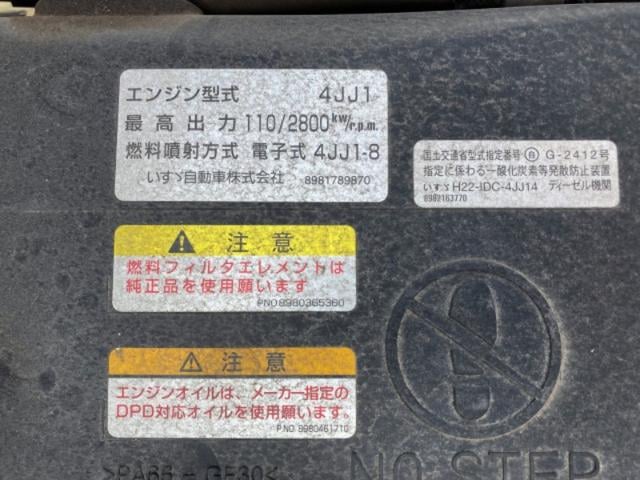 エンジン型式 4JJ1
最高出力 110/2800kW/r.p.m.
燃料噴射方式 電子式 4JJ1-8
いすゞ自動車株式会社 8981789870
国土交通省型式指定番号 G-2412号
指定に係わる一酸化炭素等発散防止装置
いすゞ H22-IDC-4JJ14 ディーゼル機関
8982163770
注意
燃料フィルタエレメントは
純正品を使用願います
PNO8980365360
注意
エンジンオイルは、メーカー指定の
DPD対応オイルを使用願います。
P.NO 8980461710
>PA66-GF30<
NO STEP